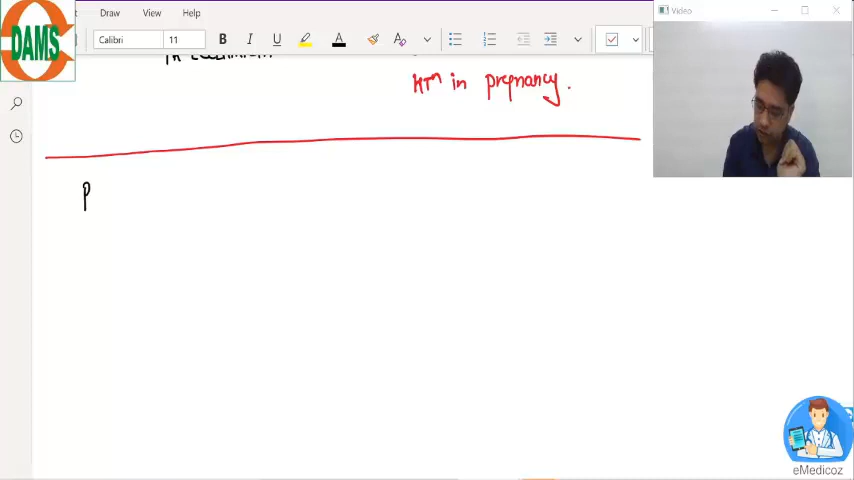 DAMS
Draw View Help
Video
Calibri 11 B I U A
HTⁿ in pregnancy.
P
eMedicoz